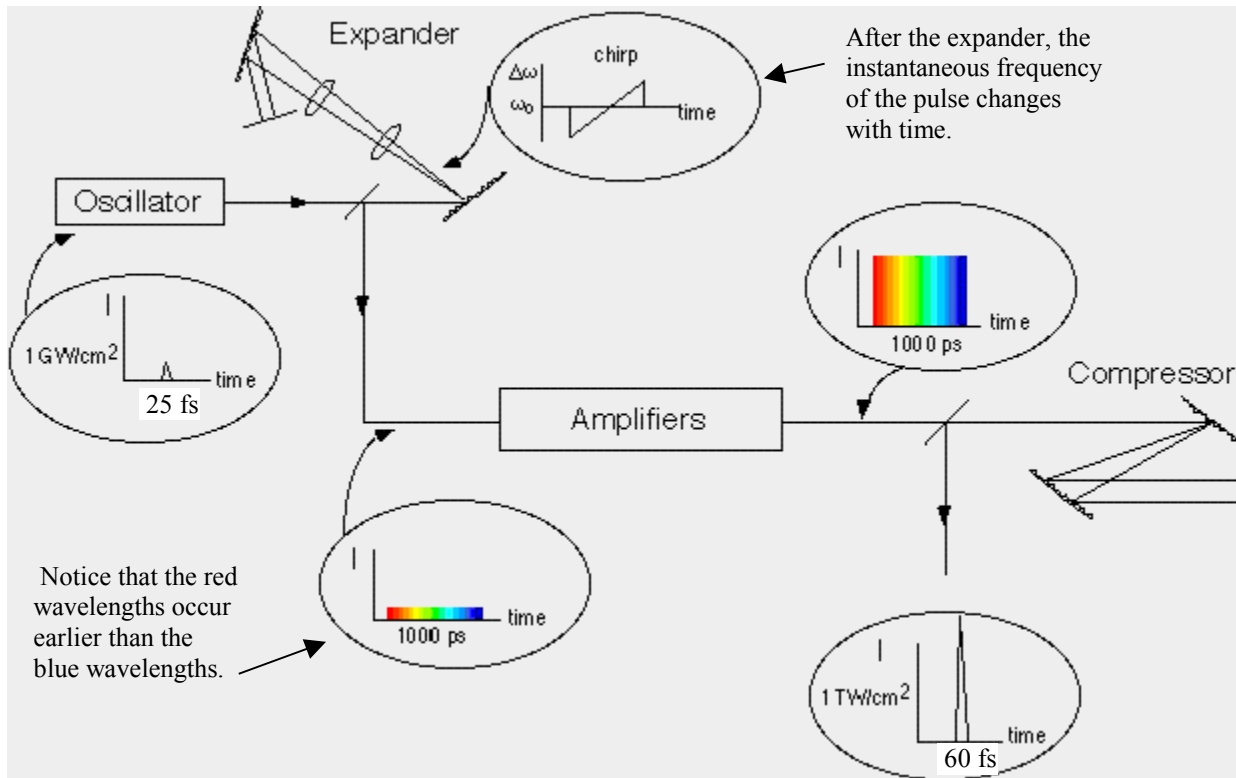 Expander
chirp
Δω
ω₀
time
After the expander, the
instantaneous frequency
of the pulse changes
with time.
Oscillator
I
1 GW/cm²
time
25 fs
I
time
1000 ps
Compressor
Amplifiers
Notice that the red
wavelengths occur
earlier than the
blue wavelengths.
I
time
1000 ps
I
1 TW/cm²
time
60 fs